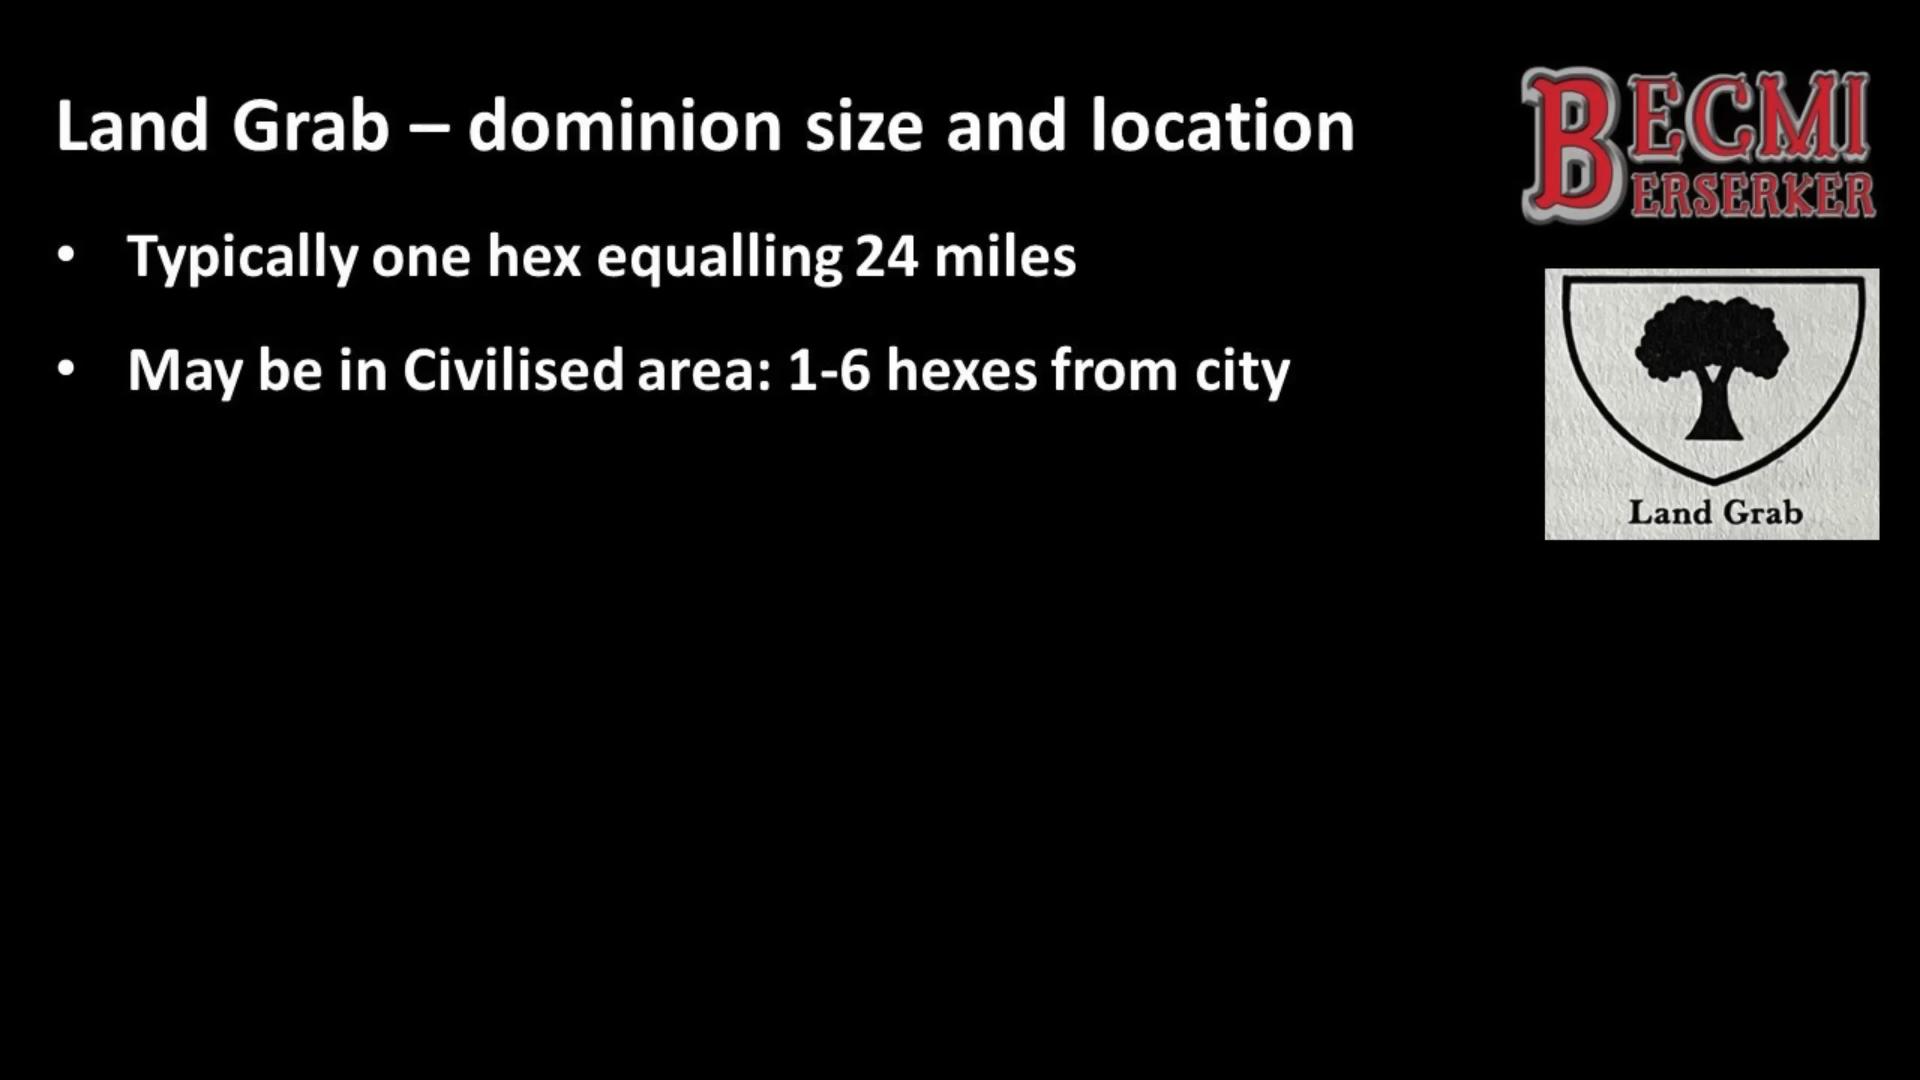 Land Grab – dominion size and location
• Typically one hex equalling 24 miles
• May be in Civilised area: 1-6 hexes from city
BECMI
BERSERKER
Land Grab